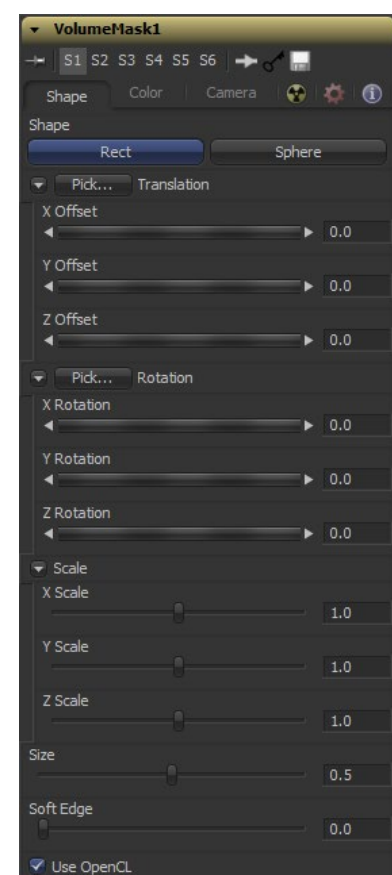 VolumeMask1
S1 S2 S3 S4 S5 S6
Shape Color Camera
Shape
Rect Sphere
Pick... Translation
X Offset
0.0
Y Offset
0.0
Z Offset
0.0
Pick... Rotation
X Rotation
0.0
Y Rotation
0.0
Z Rotation
0.0
Scale
X Scale
1.0
Y Scale
1.0
Z Scale
1.0
Size
0.5
Soft Edge
0.0
Use OpenCL